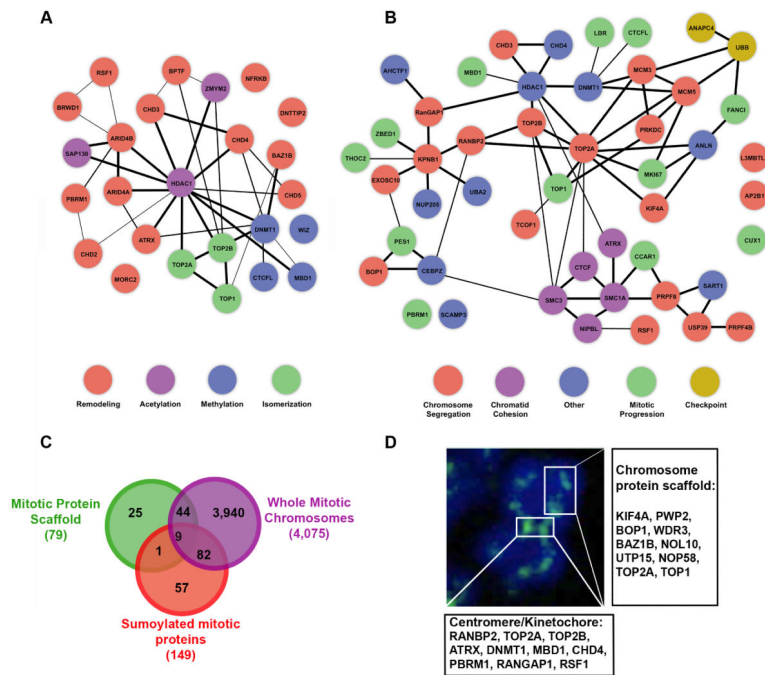 A
RSF1
BPTF
ZMYM2
NFRKB
BRWD1
CHD3
DNTTIP2
ARID4B
CHD4
SAP130
BAZ1B
HDAC1
PBRM1
ARID4A
CHD5
ATRX
DNMT1
WIZ
CHD2
TOP2B
TOP2A
MORC2
CTCFL
MBD1
TOP1
Remodeling
Acetylation
Methylation
Isomerization
B
ANAPC4
LBR
CTCFL
UBB
CHD3
CHD4
AHCTF1
MBD1
MCM3
HDAC1
DNMT1
MCM5
RanGAP1
FANCI
TOP2B
PRKDC
ZBED1
RANBP2
TOP2A
ANLN
THOC2
KPNB1
L3MBTL
EXOSC10
TOP1
MKI67
UBA2
NUP205
KIF4A
AP2B1
TCOF1
PES1
ATRX
CUX1
BOP1
CEBPZ
CTCF
CCAR1
SMC3
SMC1A
PRPF8
SART1
PBRM1
SCAMP3
NIPBL
RSF1
USP39
PRPF4B
Chromosome
Segregation
Chromatid
Cohesion
Other
Mitotic
Progression
Checkpoint
C
Mitotic Protein
Scaffold
(79)
25
44
3,940
9
1
82
57
Whole Mitotic
Chromosomes
(4,075)
Sumoylated mitotic
proteins
(149)
D
Chromosome
protein scaffold:
KIF4A, PWP2,
BOP1, WDR3,
BAZ1B, NOL10,
UTP15, NOP58,
TOP2A, TOP1
Centromere/Kinetochore:
RANBP2, TOP2A, TOP2B,
ATRX, DNMT1, MBD1, CHD4,
PBRM1, RANGAP1, RSF1